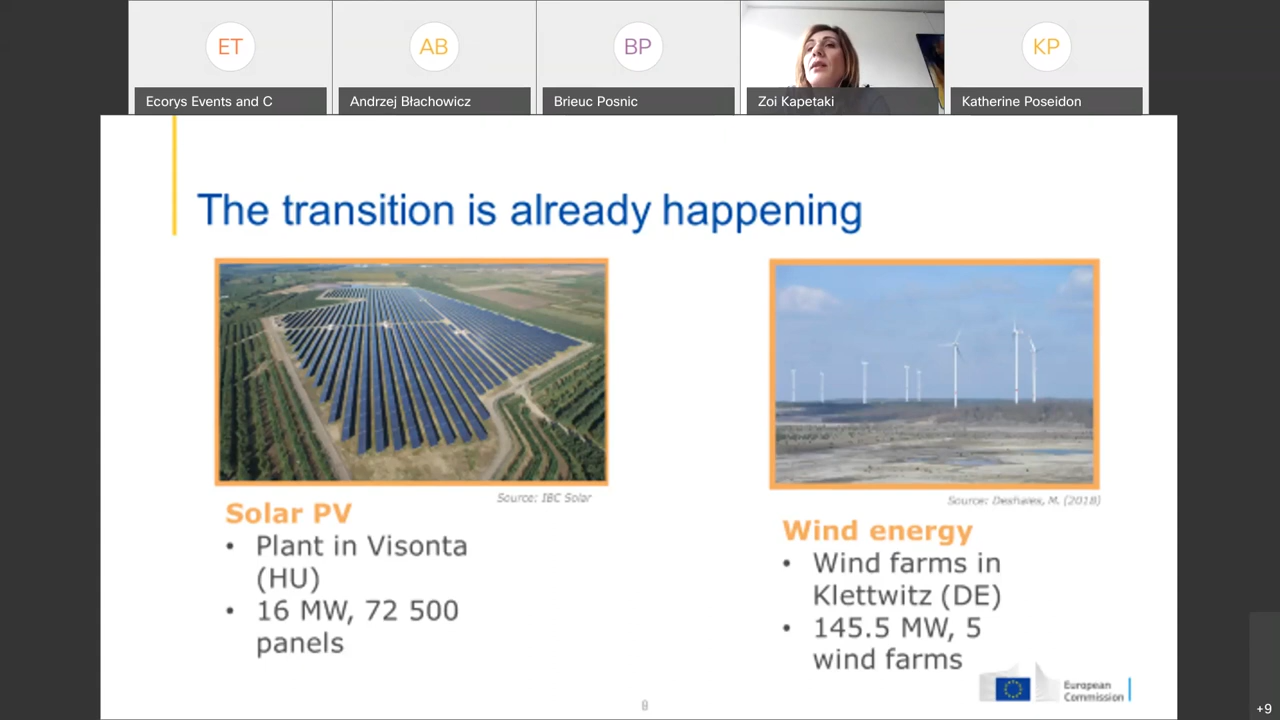 ET
AB
BP
KP
Ecorys Events and C
Andrzej Błachowicz
Brieuc Posnic
Zoi Kapetaki
Katherine Poseidon
The transition is already happening
Source: IBC Solar
Solar PV
• Plant in Visonta
(HU)
• 16 MW, 72 500
panels
Source: Deshaies, M. (2018)
Wind energy
• Wind farms in
Klettwitz (DE)
• 145.5 MW, 5
wind farms
European
Commission
8
+9